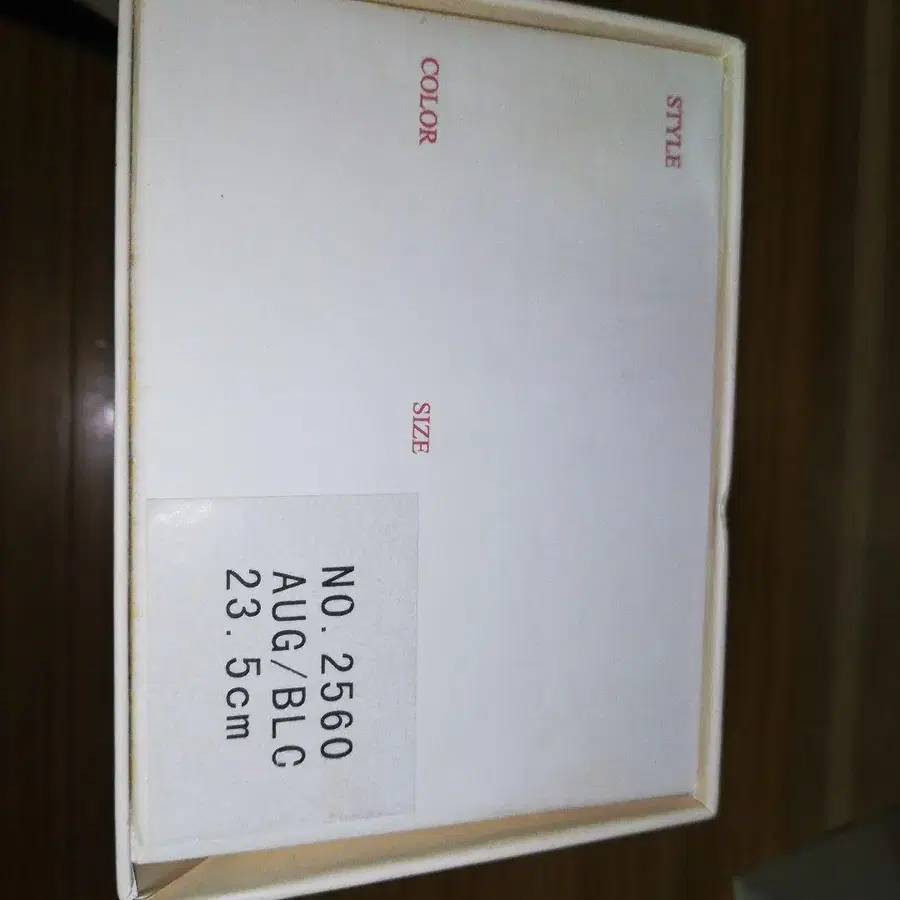 STYLE
COLOR
SIZE
NO. 2560
AUG/BLC
23. 5cm